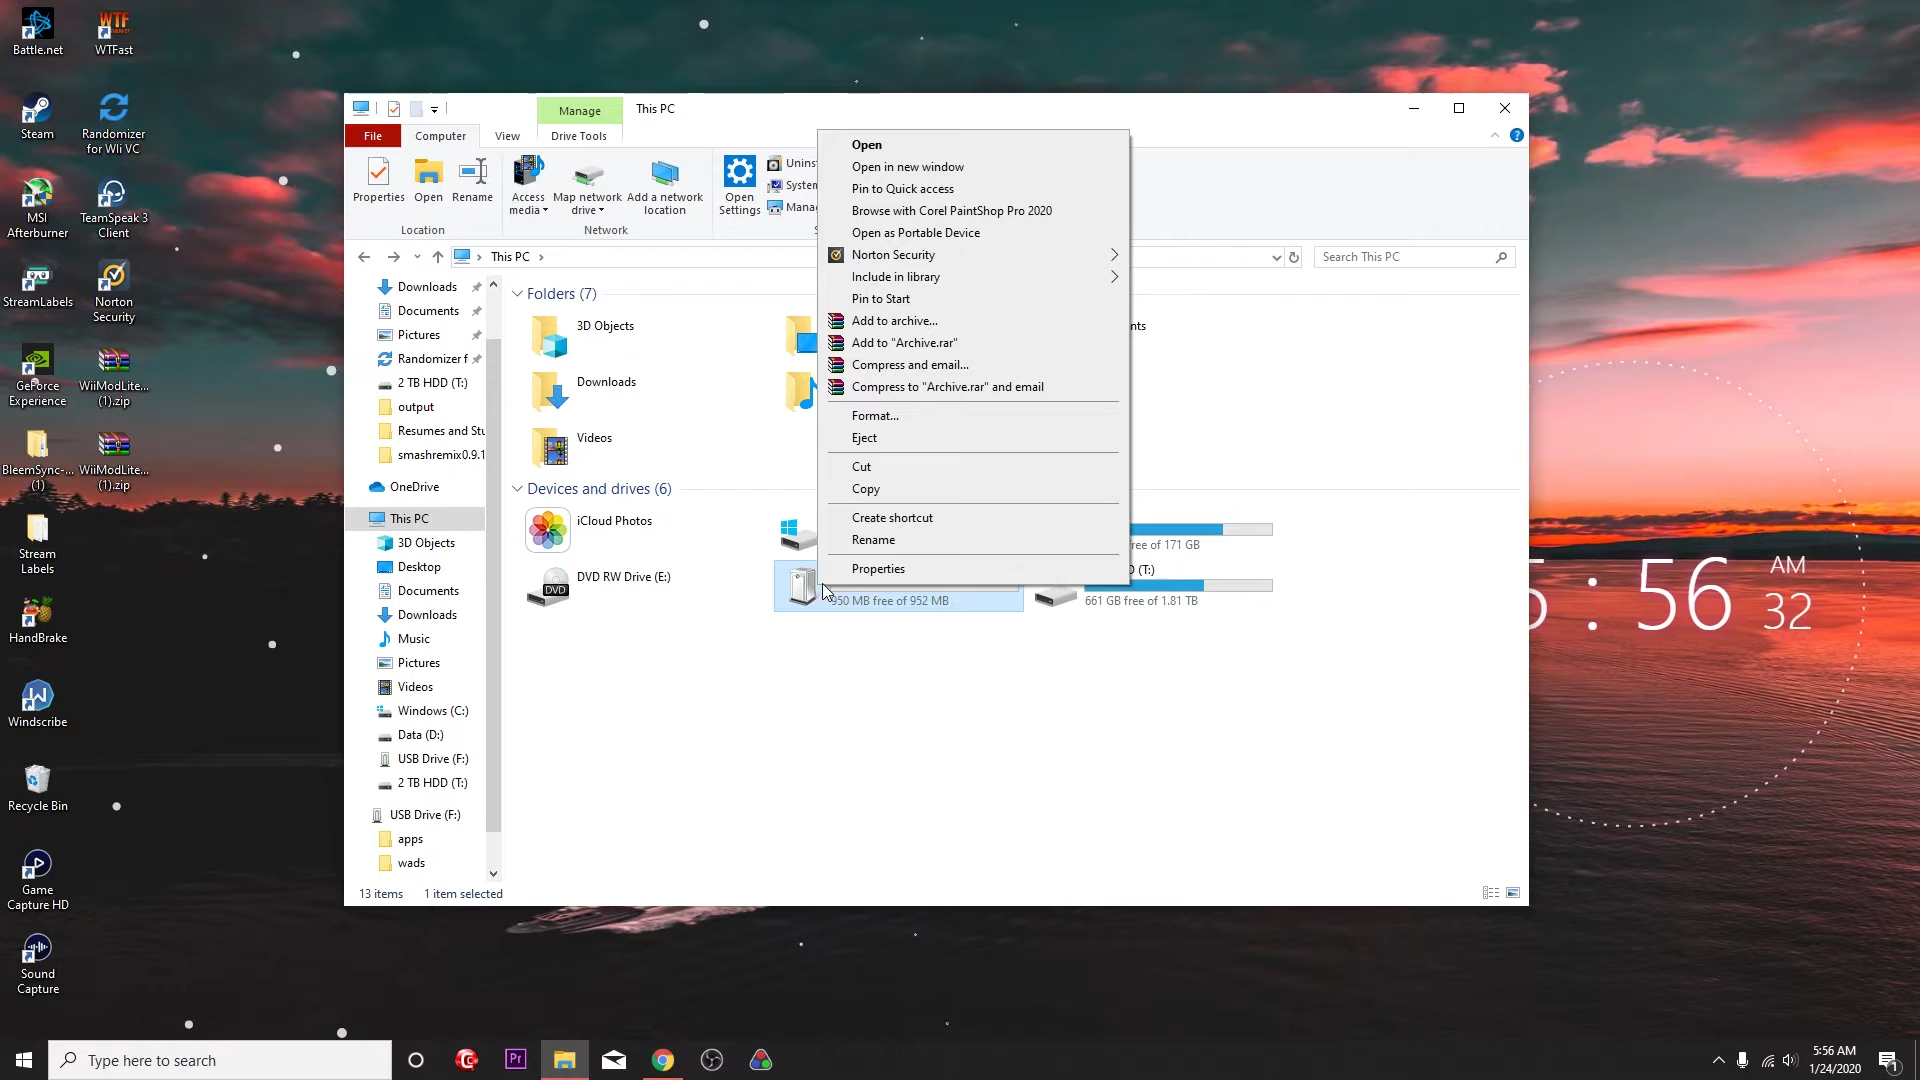 Battle.net
WTF
WTFast
Steam
Randomizer
for WIi VC
MSI
Afterburner
TeamSpeak 3
Client
StreamLabels
Norton
Security
GeForce
Experience
WiiModLite...
(1).zip
BleemSync-...
(1)
WiiModLite...
(1).zip
Stream
Labels
HandBrake
Windscribe
Recycle Bin
Game
Capture HD
Sound
Capture
Manage
This PC
File
Computer
View
Drive Tools
Properties
Open
Rename
Access
media
Map network
drive
Add a network
location
Open
Settings
Unins
System
Manag
Location
Network
This PC
Search This PC
Downloads
Documents
Pictures
Randomizer f
2 TB HDD (T:)
output
Resumes and Stu
smashremix0.9.1
OneDrive
This PC
3D Objects
Desktop
Documents
Downloads
Music
Pictures
Videos
Windows (C:)
Data (D:)
USB Drive (F:)
2 TB HDD (T:)
USB Drive (F:)
apps
wads
Folders (7)
3D Objects
Downloads
Videos
nts
Devices and drives (6)
iCloud Photos
free of 171 GB
DVD
DVD RW Drive (E:)
950 MB free of 952 MB
D (T:)
661 GB free of 1.81 TB
Open
Open in new window
Pin to Quick access
Browse with Corel PaintShop Pro 2020
Open as Portable Device
Norton Security
Include in library
Pin to Start
Add to archive...
Add to "Archive.rar"
Compress and email...
Compress to "Archive.rar" and email
Format...
Eject
Cut
Copy
Create shortcut
Rename
Properties
13 items
1 item selected
: 56
AM
32
Type here to search
Pr
5:56 AM
1/24/2020
1